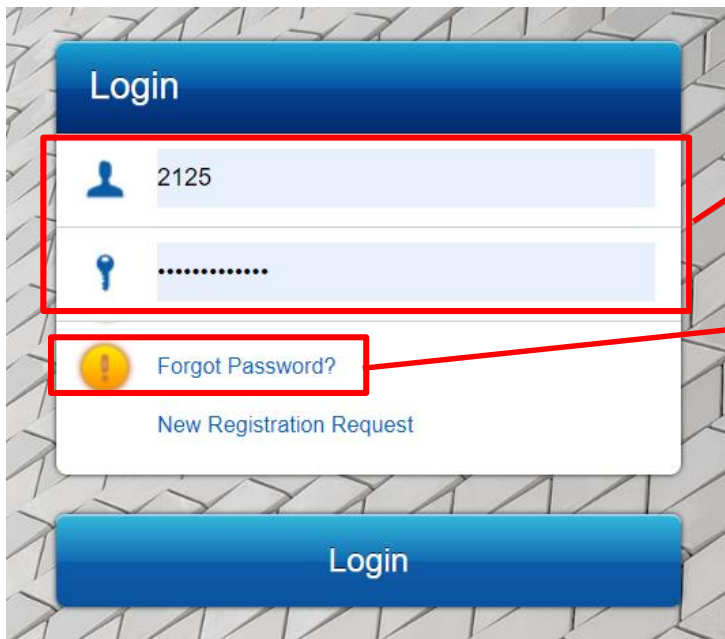 Login
2125
•••••••••••••
Forgot Password?
New Registration Request
Login